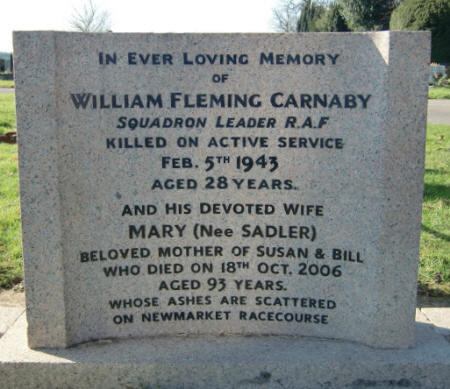 IN EVER LOVING MEMORY
OF
WILLIAM FLEMING CARNABY
SQUADRON LEADER R.A.F
KILLED ON ACTIVE SERVICE
FEB. 5TH 1943
AGED 28 YEARS.
AND HIS DEVOTED WIFE
MARY (NEE SADLER)
BELOVED MOTHER OF SUSAN & BILL
WHO DIED ON 18TH OCT. 2006
AGED 93 YEARS.
WHOSE ASHES ARE SCATTERED
ON NEWMARKET RACECOURSE